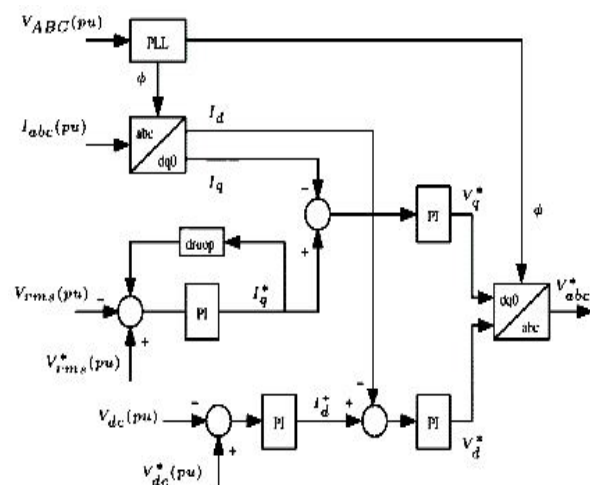 V_ABC(pu)
PLL
ϕ
I_abc(pu)
abc
dq0
I_d
I_q
-
+
PI
V_q^*
ϕ
droop
V_rms(pu)
-
+
PI
I_q^*
V_rms^*(pu)
dq0
abc
V_abc^*
V_dc(pu)
-
+
PI
I_d^+
-
+
PI
V_d^*
V_dc^*(pu)